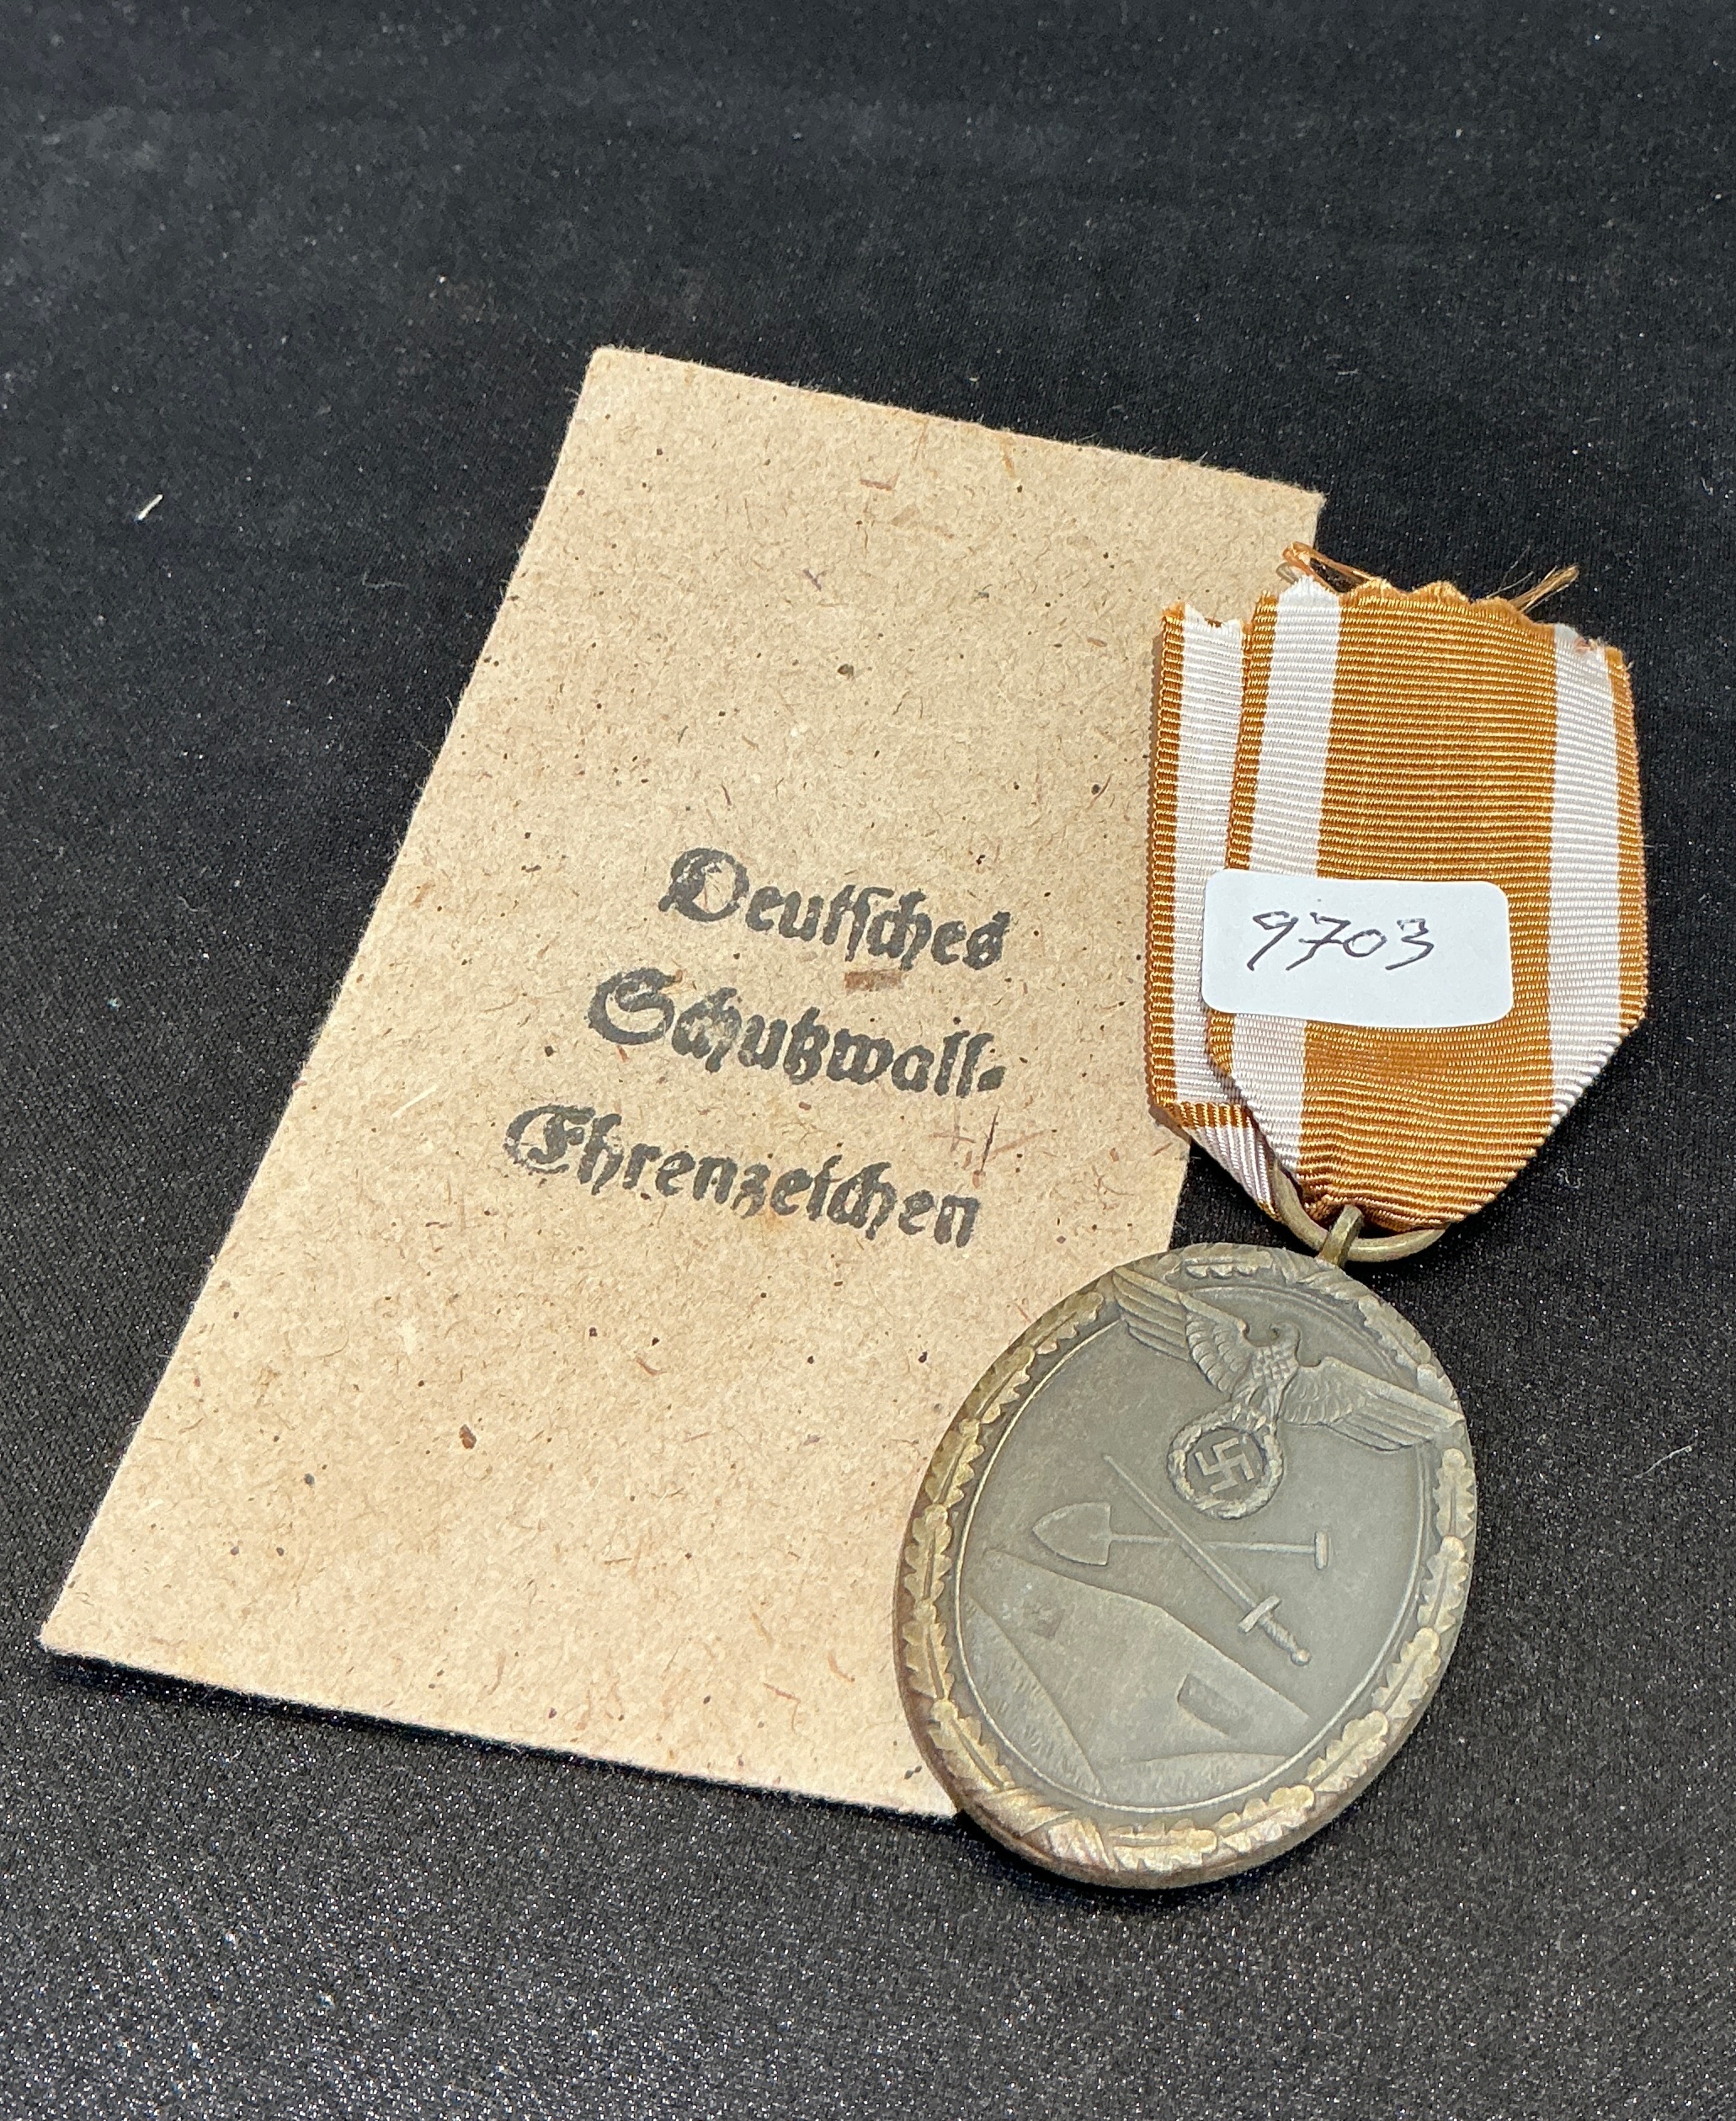 Deutsches
Schutzwall-
Ehrenzeichen
9703